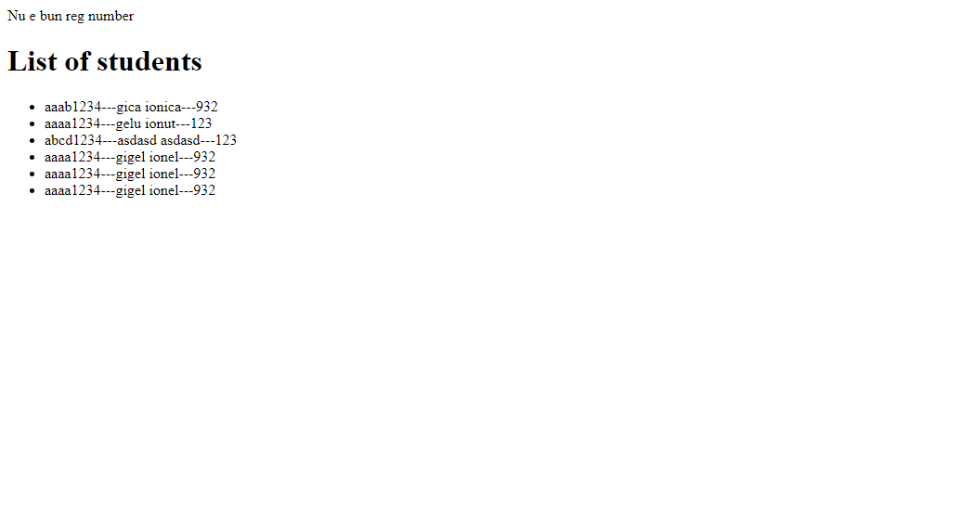 Nu e bun reg number
List of students
aaab1234---gica ionica---932
aaaa1234---gelu ionut---123
abcd1234---asdasd asdasd---123
aaaa1234---gigel ionel---932
aaaa1234---gigel ionel---932
aaaa1234---gigel ionel---932